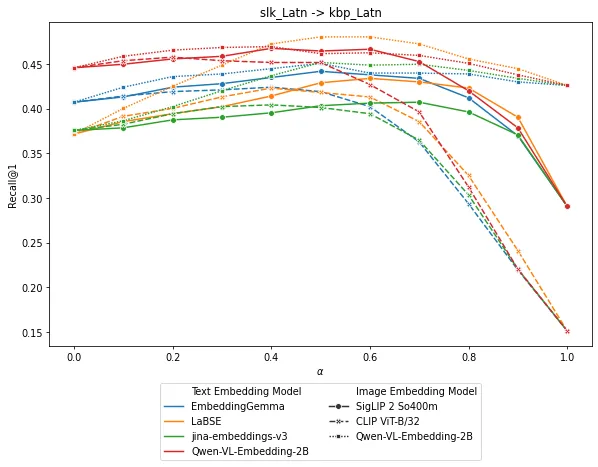 slk_Latn -> kbp_Latn
Recall@1
0.45
0.40
0.35
0.30
0.25
0.20
0.15
0.0 0.2 0.4 0.6 0.8 1.0
α
Text Embedding Model
EmbeddingGemma
LaBSE
jina-embeddings-v3
Qwen-VL-Embedding-2B
Image Embedding Model
SigLIP 2 So400m
CLIP ViT-B/32
Qwen-VL-Embedding-2B